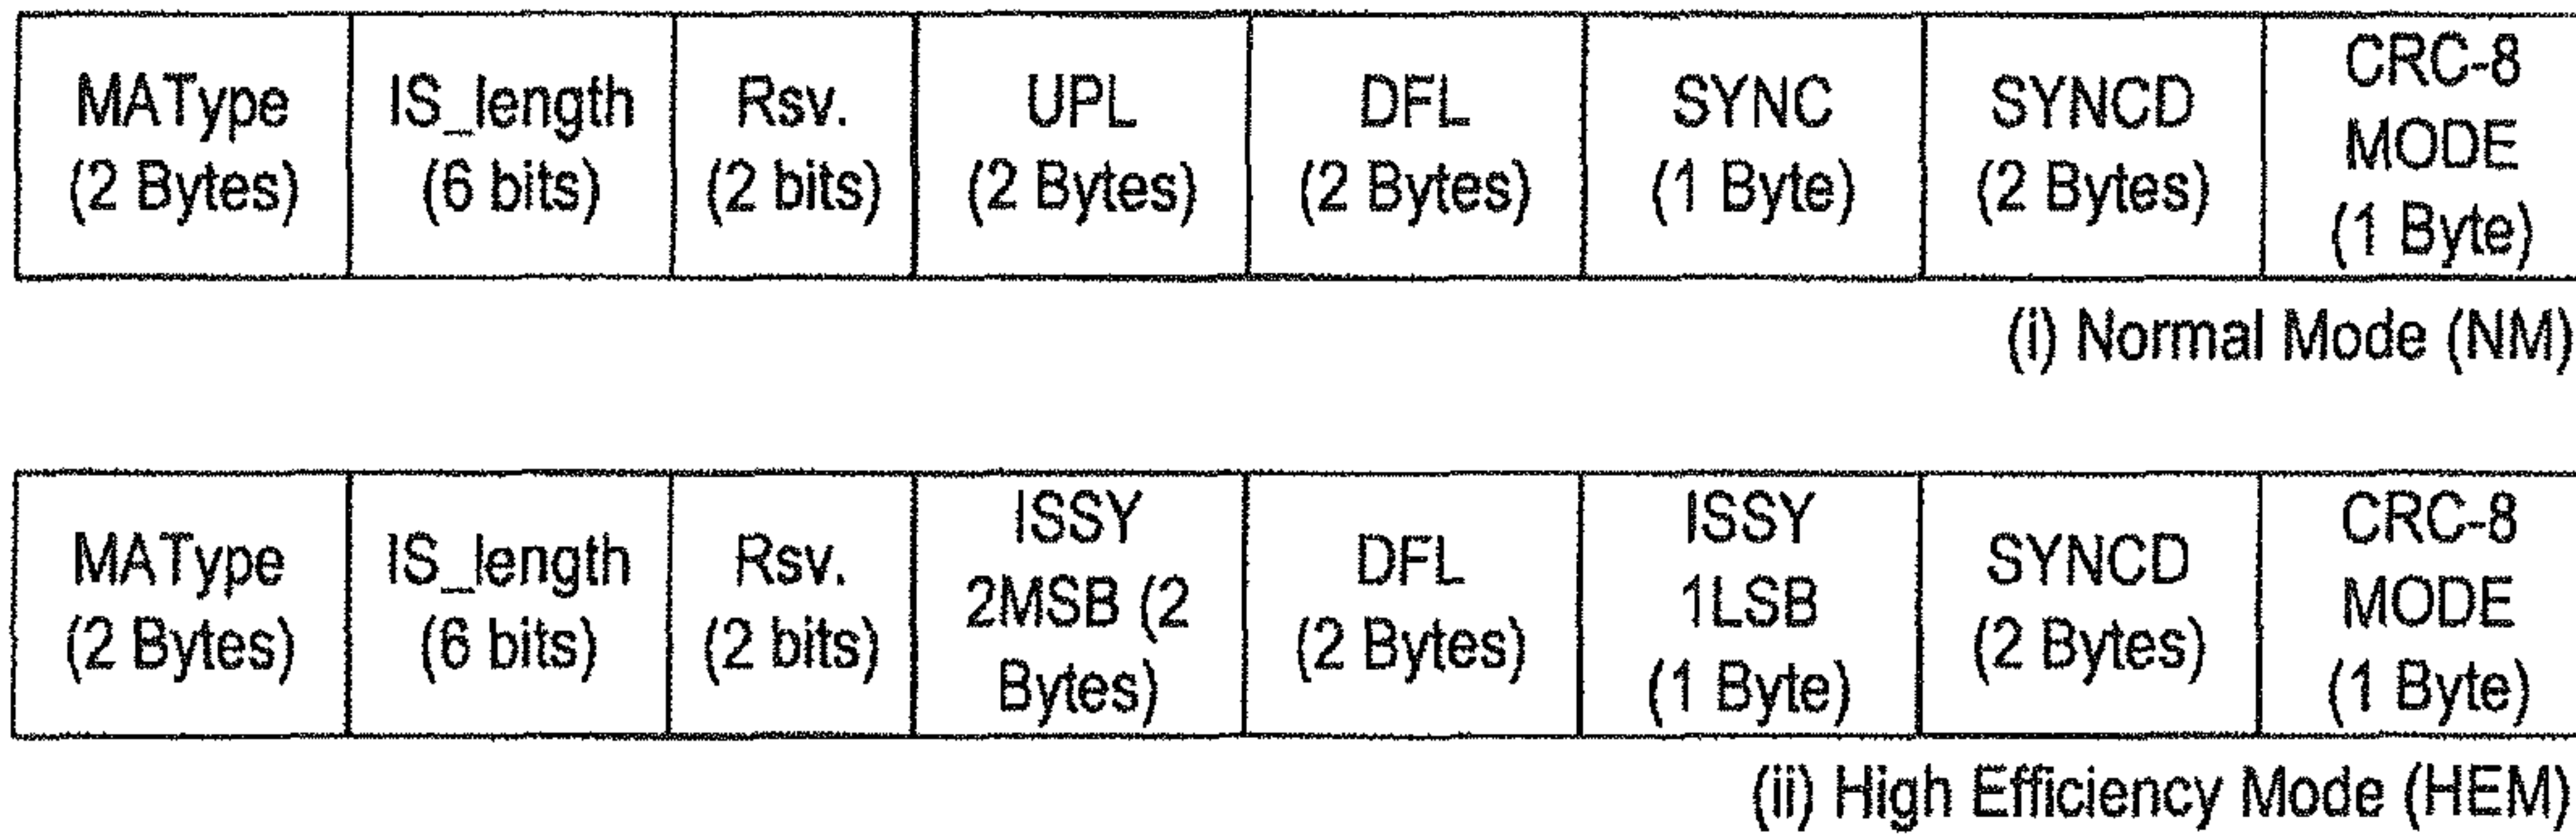 MAType
(2 Bytes)
IS_length
(6 bits)
Rsv.
(2 bits)
UPL
(2 Bytes)
DFL
(2 Bytes)
SYNC
(1 Byte)
SYNCD
(2 Bytes)
CRC-8
MODE
(1 Byte)
(i) Normal Mode (NM)
MAType
(2 Bytes)
IS_length
(6 bits)
Rsv.
(2 bits)
ISSY
2MSB (2
Bytes)
DFL
(2 Bytes)
ISSY
1LSB
(1 Byte)
SYNCD
(2 Bytes)
CRC-8
MODE
(1 Byte)
(ii) High Efficiency Mode (HEM)